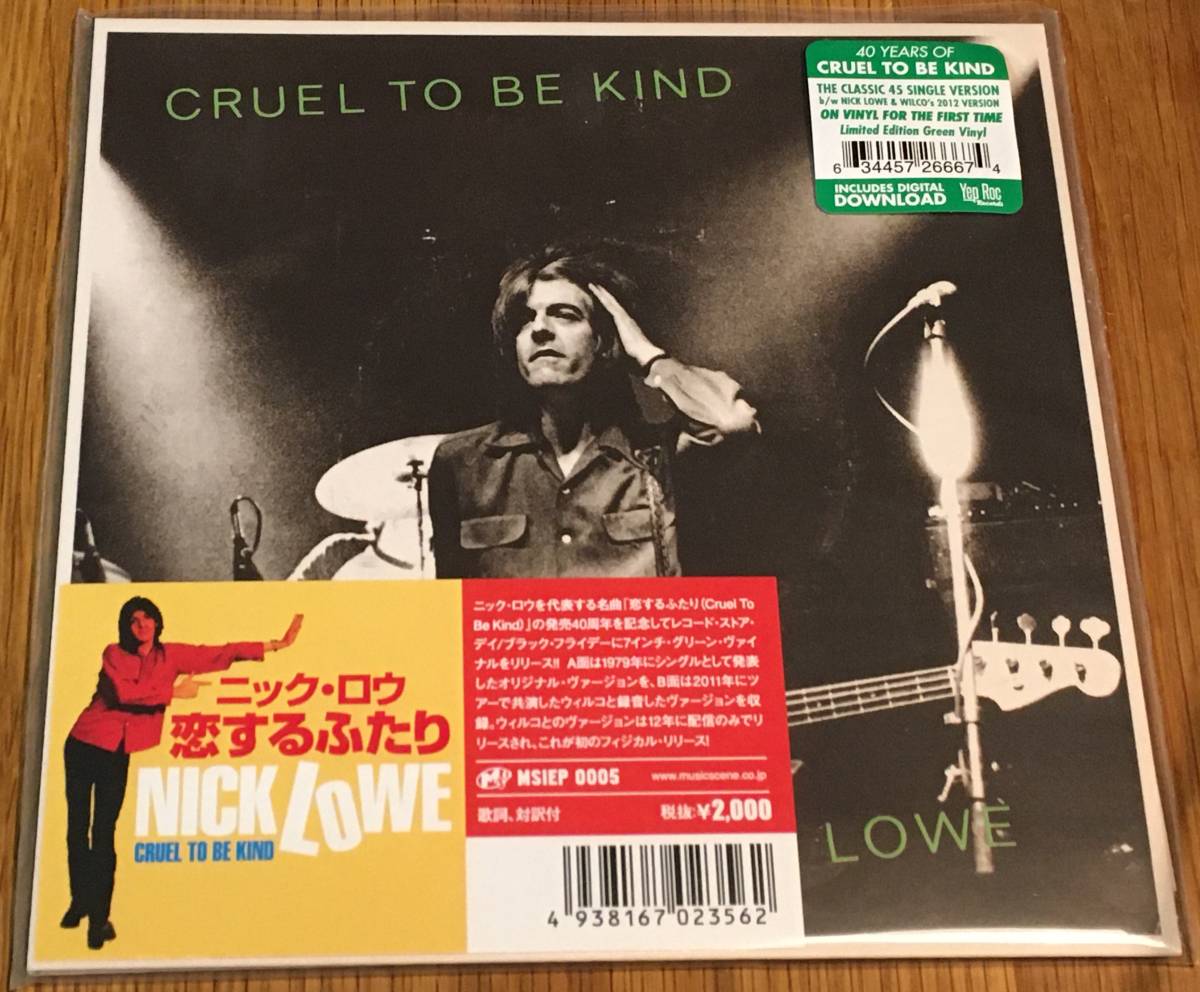 CRUEL TO BE KIND
40 YEARS OF
CRUEL TO BE KIND
THE CLASSIC 45 SINGLE VERSION
b/w NICK LOWE & WILCO's 2012 VERSION
ON VINYL FOR THE FIRST TIME
Limited Edition Green Vinyl
6 34457 26667 4
INCLUDES DIGITAL
DOWNLOAD
Yep Roc
Records
ニック・ロウ
恋するふたり
NICK LOWE
CRUEL TO BE KIND
ニック・ロウを代表する名曲「恋するふたり(Cruel To
Be Kind)」の発売40周年を記念してレコード・ストア・
デイ/ブラック・フライデーに7インチ・グリーン・ヴァイ
ナルをリリース!! A面は1979年にシングルとして発表
したオリジナル・ヴァージョンを、B面は2011年にツ
アーで共演したウィルコと録音したヴァージョンを収
録。ウィルコとのヴァージョンは12年に配信のみでリ
リースされ、これが初のフィジカル・リリース!
MSIEP 0005
www.musicscene.co.jp
歌詞、対訳付
税抜:¥2,000
4 938167 023562
LOWE